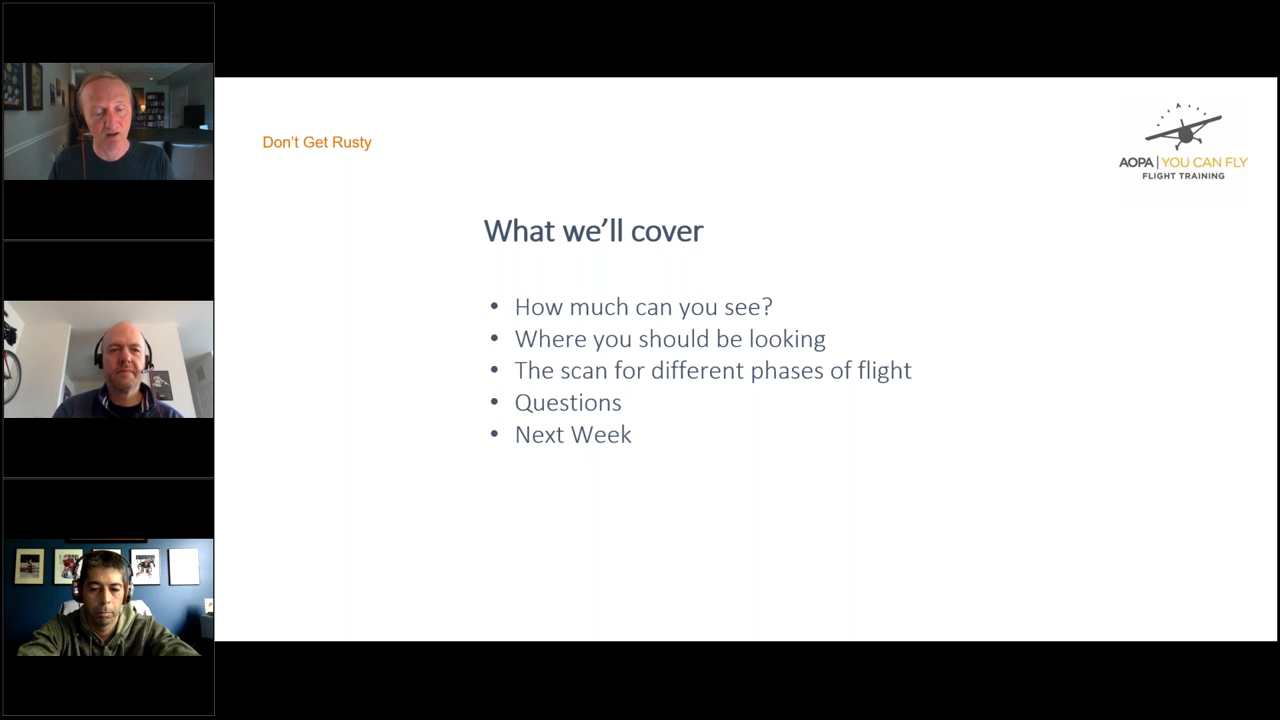 Don't Get Rusty
AOPA | YOU CAN FLY
FLIGHT TRAINING
What we'll cover
• How much can you see?
• Where you should be looking
• The scan for different phases of flight
• Questions
• Next Week